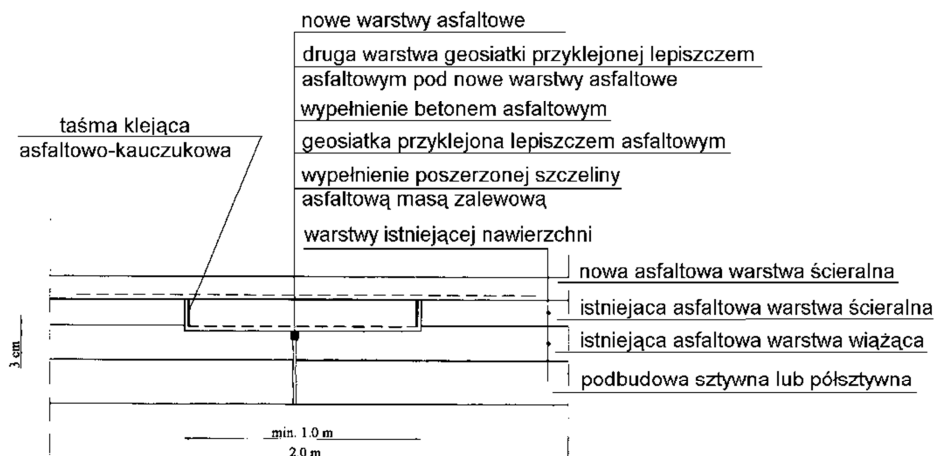 nowe warstwy asfaltowe
druga warstwa geosiatki przyklejonej lepiszczem
asfaltowym pod nowe warstwy asfaltowe
wypełnienie betonem asfaltowym
taśma klejąca
asfaltowo-kauczukowa
geosiatka przyklejona lepiszczem asfaltowym
wypełnienie poszerzonej szczeliny
asfaltową masą zalewową
warstwy istniejącej nawierzchni
nowa asfaltowa warstwa ścieralna
istniejaca asfaltowa warstwa ścieralna
istniejąca asfaltowa warstwa wiążąca
podbudowa sztywna lub półsztywna
3 cm
min. 1.0 m
2.0 m